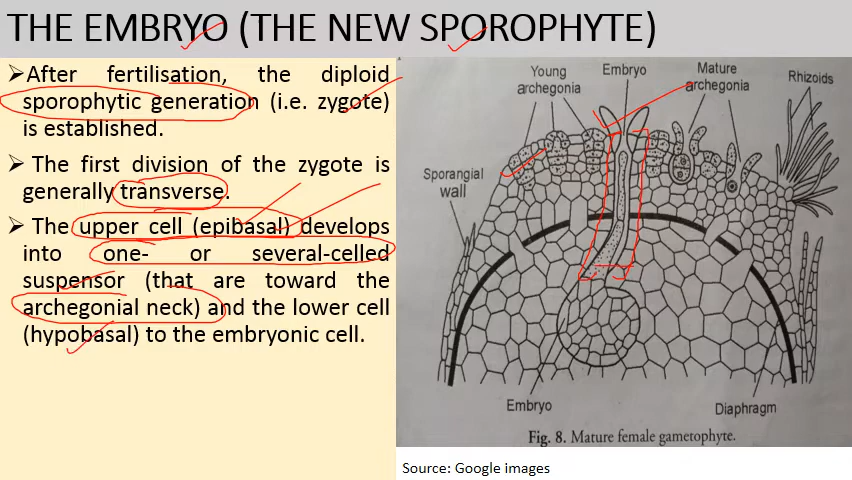 THE EMBRYO (THE NEW SPOROPHYTE)
➢After fertilisation, the diploid
sporophytic generation (i.e. zygote)
is established.
➢ The first division of the zygote is
generally transverse.
➢ The upper cell (epibasal) develops
into one- or several-celled
suspensor (that are toward the
archegonial neck) and the lower cell
(hypobasal) to the embryonic cell.
Young
archegonia
Embryo
Mature
archegonia
Rhizoids
Sporangial
wall
Embryo
Diaphragm
Fig. 8. Mature female gametophyte.
Source: Google images